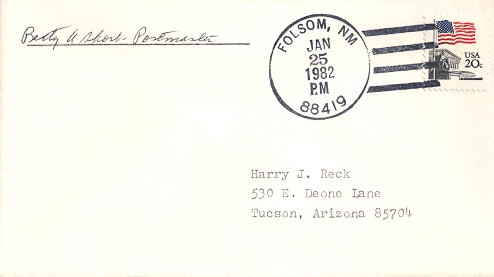 Betty A Short - Postmaster
FOLSOM, NM
JAN
25
1982
PM
88419
USA
20c
Harry J. Reck
530 E. Deone Lane
Tucson, Arizona 85704